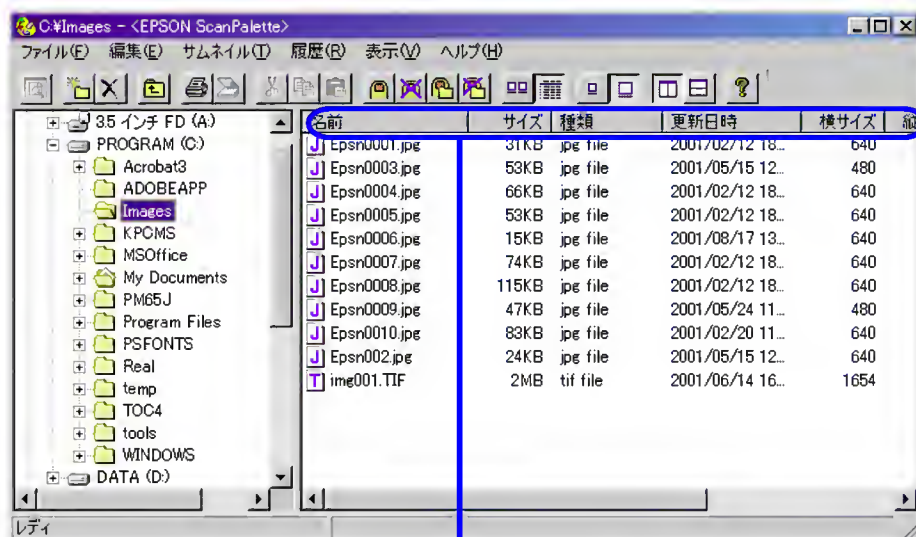 C:¥Images - <EPSON ScanPalette>
ファイル(F) 編集(E) サムネイル(T) 履歴(R) 表示(V) ヘルプ(H)
3.5 インチ FD (A:)
PROGRAM (C:)
Acrobat3
ADOBEAPP
Images
KPCMS
MSOffice
My Documents
PM65J
Program Files
PSFONTS
Real
temp
TOC4
tools
WINDOWS
DATA (D:)
名前 サイズ 種類 更新日時 横サイズ 縦
Epsn0001.jpg 31KB jpg file 2001/02/12 18... 640
Epsn0003.jpg 53KB jpg file 2001/05/15 12... 480
Epsn0004.jpg 66KB jpg file 2001/02/12 18... 640
Epsn0005.jpg 53KB jpg file 2001/02/12 18... 640
Epsn0006.jpg 15KB jpg file 2001/08/17 13... 640
Epsn0007.jpg 74KB jpg file 2001/02/12 18... 640
Epsn0008.jpg 115KB jpg file 2001/02/12 18... 640
Epsn0009.jpg 47KB jpg file 2001/05/24 11... 480
Epsn0010.jpg 83KB jpg file 2001/02/20 11... 640
Epsn002.jpg 24KB jpg file 2001/05/15 12... 640
img001.TIF 2MB tif file 2001/06/14 16... 1654
レディ